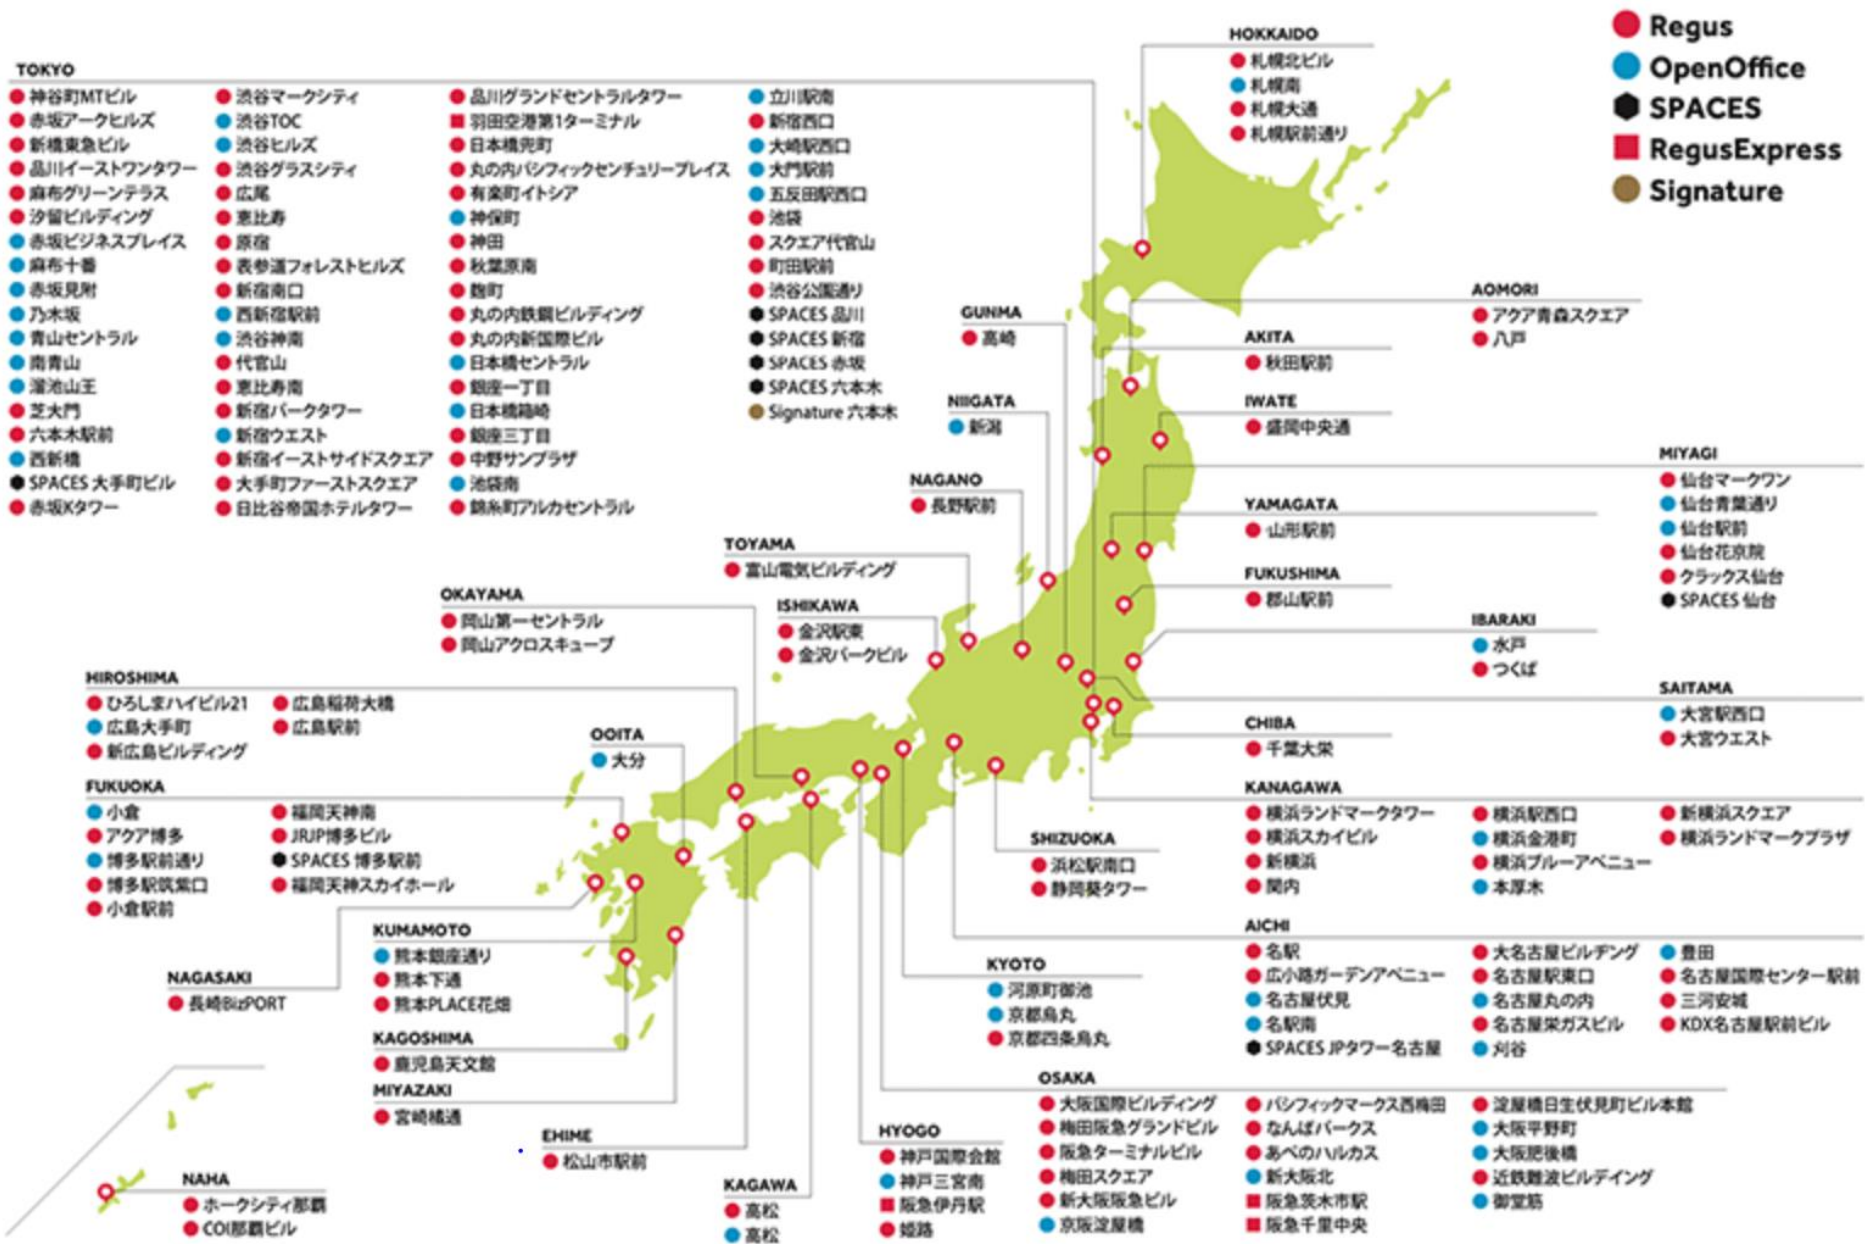 Regus
OpenOffice
SPACES
RegusExpress
Signature
TOKYO
神谷町MTビル
赤坂アークヒルズ
新橋東急ビル
品川イーストワンタワー
麻布グリーンテラス
汐留ビルディング
赤坂ビジネスプレイス
麻布十番
赤坂見附
乃木坂
青山セントラル
南青山
溜池山王
芝大門
六本木駅前
西新橋
SPACES 大手町ビル
赤坂Kタワー
渋谷マークシティ
渋谷TOC
渋谷ヒルズ
渋谷グラスシティ
広尾
恵比寿
原宿
表参道フォレストヒルズ
新宿南口
西新宿駅前
渋谷神南
代官山
恵比寿南
新宿パークタワー
新宿ウエスト
新宿イーストサイドスクエア
大手町ファーストスクエア
日比谷帝国ホテルタワー
品川グランドセントラルタワー
羽田空港第1ターミナル
日本橋兜町
丸の内パシフィックセンチュリープレイス
有楽町イトシア
神保町
神田
秋葉原南
麹町
丸の内鉄鋼ビルディング
丸の内新国際ビル
日本橋セントラル
銀座一丁目
日本橋箱崎
銀座三丁目
中野サンプラザ
池袋南
錦糸町アルカセントラル
立川駅南
新宿西口
大崎駅西口
大門駅前
五反田駅西口
池袋
スクエア代官山
町田駅前
渋谷公園通り
SPACES 品川
SPACES 新宿
SPACES 赤坂
SPACES 六本木
Signature 六本木
HOKKAIDO
札幌北ビル
札幌南
札幌大通
札幌駅前通り
AOMORI
アクア青森スクエア
八戸
GUNMA
高崎
AKITA
秋田駅前
NIIGATA
新潟
IWATE
盛岡中央通
MIYAGI
仙台マークワン
仙台青葉通り
仙台駅前
仙台花京院
クラックス仙台
SPACES 仙台
NAGANO
長野駅前
YAMAGATA
山形駅前
TOYAMA
富山電気ビルディング
FUKUSHIMA
郡山駅前
OKAYAMA
岡山第一セントラル
岡山アクロスキューブ
ISHIKAWA
金沢駅東
金沢パークビル
IBARAKI
水戸
つくば
HIROSHIMA
ひろしまハイビル21
広島大手町
新広島ビルディング
広島稲荷大橋
広島駅前
SAITAMA
大宮駅西口
大宮ウエスト
OOITA
大分
CHIBA
千葉大栄
FUKUOKA
小倉
アクア博多
博多駅前通り
博多駅筑紫口
小倉駅前
福岡天神南
JRJP博多ビル
SPACES 博多駅前
福岡天神スカイホール
KANAGAWA
横浜ランドマークタワー
横浜スカイビル
新横浜
関内
横浜駅西口
横浜金港町
横浜ブルーアベニュー
本厚木
新横浜スクエア
横浜ランドマークプラザ
SHIZUOKA
浜松駅南口
静岡葵タワー
AICHI
名駅
広小路ガーデンアベニュー
名古屋伏見
名駅南
SPACES JPタワー名古屋
大名古屋ビルヂング
名古屋駅東口
名古屋丸の内
名古屋栄ガスビル
刈谷
豊田
名古屋国際センター駅前
三河安城
KDX名古屋駅前ビル
KUMAMOTO
熊本銀座通り
熊本下通
熊本PLACE花畑
KYOTO
河原町御池
京都烏丸
京都四条烏丸
NAGASAKI
長崎BizPORT
KAGOSHIMA
鹿児島天文館
MIYAZAKI
宮崎橘通
OSAKA
大阪国際ビルディング
梅田阪急グランドビル
阪急ターミナルビル
梅田スクエア
新大阪阪急ビル
京阪淀屋橋
パシフィックマークス西梅田
なんばパークス
あべのハルカス
新大阪北
阪急茨木市駅
阪急千里中央
淀屋橋日生伏見町ビル本館
大阪平野町
大阪肥後橋
近鉄難波ビルデイング
御堂筋
EHIME
松山市駅前
HYOGO
神戸国際会館
神戸三宮南
阪急伊丹駅
姫路
KAGAWA
高松
高松
NAHA
ホークシティ那覇
COI那覇ビル